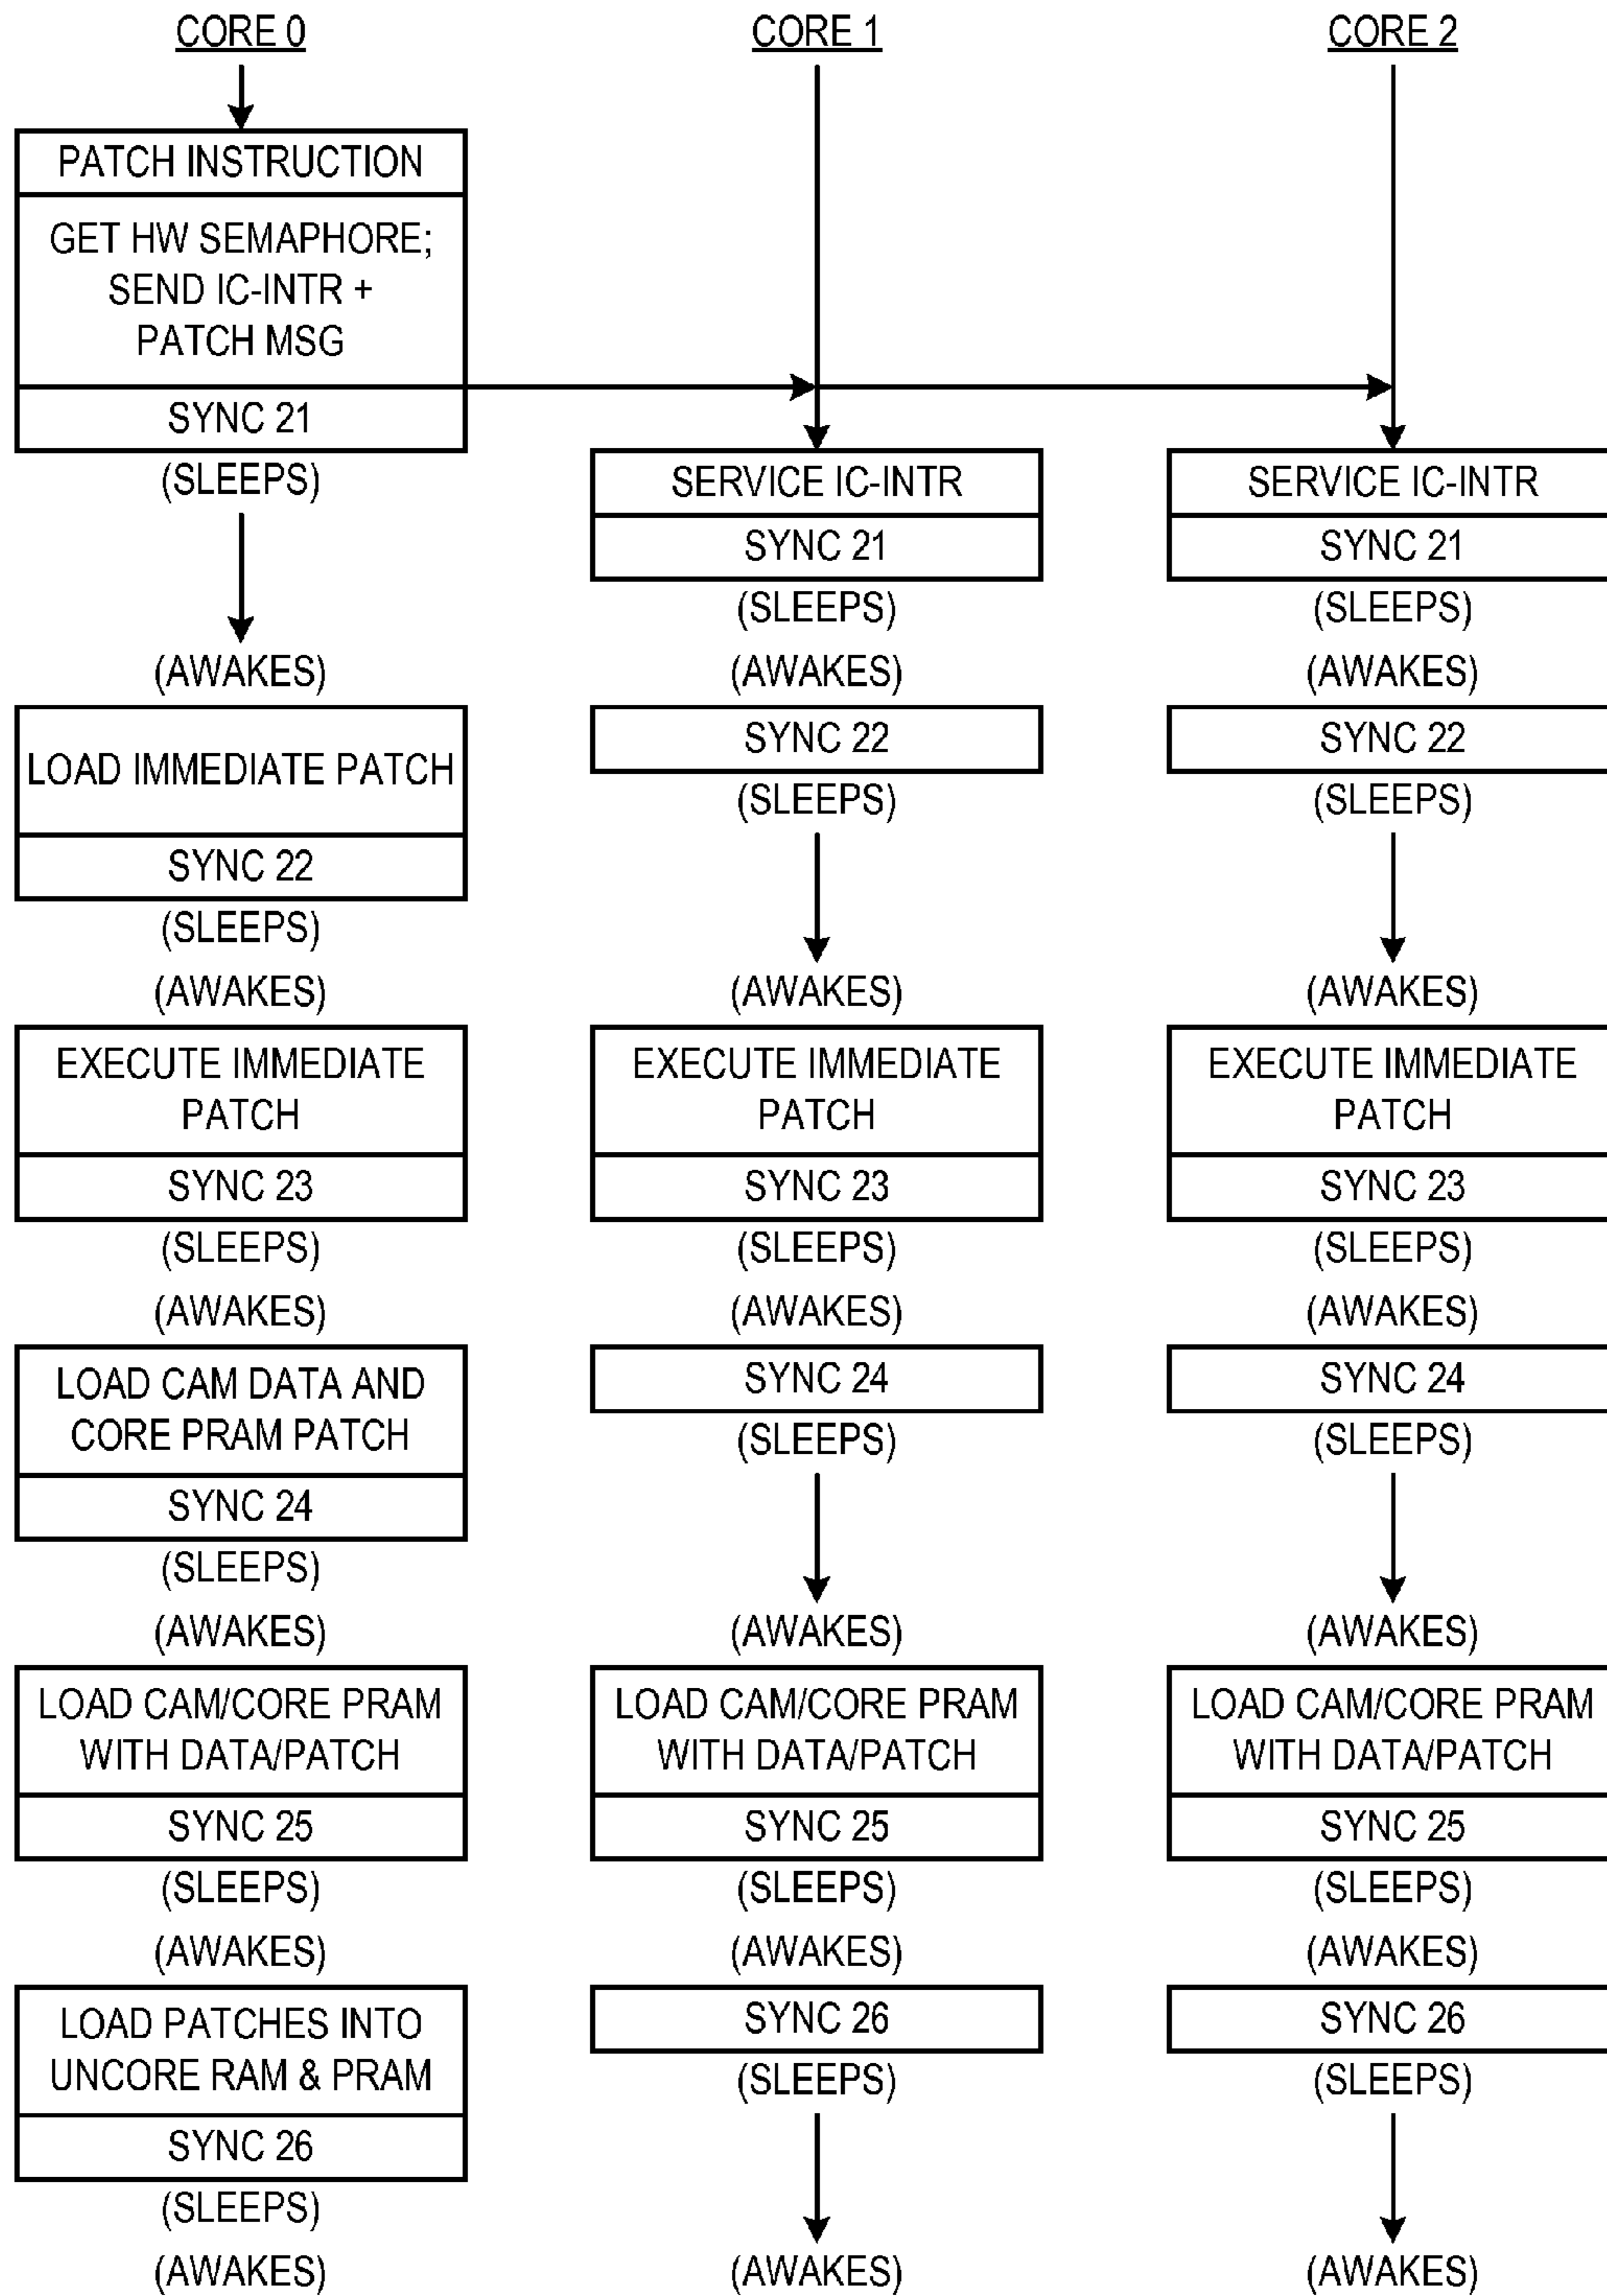 CORE 0
CORE 1
CORE 2
PATCH INSTRUCTION
GET HW SEMAPHORE;
SEND IC-INTR +
PATCH MSG
SYNC 21
(SLEEPS)
SERVICE IC-INTR
SERVICE IC-INTR
SYNC 21
SYNC 21
(SLEEPS)
(SLEEPS)
(AWAKES)
(AWAKES)
(AWAKES)
LOAD IMMEDIATE PATCH
SYNC 22
SYNC 22
(SLEEPS)
(SLEEPS)
SYNC 22
(SLEEPS)
(AWAKES)
(AWAKES)
(AWAKES)
EXECUTE IMMEDIATE
PATCH
EXECUTE IMMEDIATE
PATCH
EXECUTE IMMEDIATE
PATCH
SYNC 23
SYNC 23
SYNC 23
(SLEEPS)
(SLEEPS)
(SLEEPS)
(AWAKES)
(AWAKES)
(AWAKES)
LOAD CAM DATA AND
CORE PRAM PATCH
SYNC 24
SYNC 24
(SLEEPS)
(SLEEPS)
SYNC 24
(SLEEPS)
(AWAKES)
(AWAKES)
(AWAKES)
LOAD CAM/CORE PRAM
WITH DATA/PATCH
LOAD CAM/CORE PRAM
WITH DATA/PATCH
LOAD CAM/CORE PRAM
WITH DATA/PATCH
SYNC 25
SYNC 25
SYNC 25
(SLEEPS)
(SLEEPS)
(SLEEPS)
(AWAKES)
(AWAKES)
(AWAKES)
LOAD PATCHES INTO
UNCORE RAM & PRAM
SYNC 26
SYNC 26
(SLEEPS)
(SLEEPS)
SYNC 26
(SLEEPS)
(AWAKES)
(AWAKES)
(AWAKES)